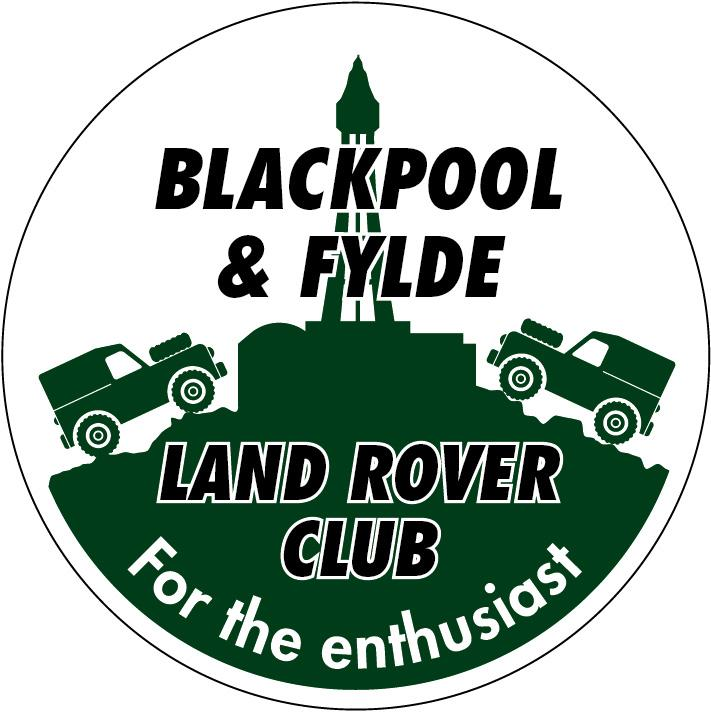 BLACKPOOL
& FYLDE
LAND ROVER
CLUB
For the enthusiast